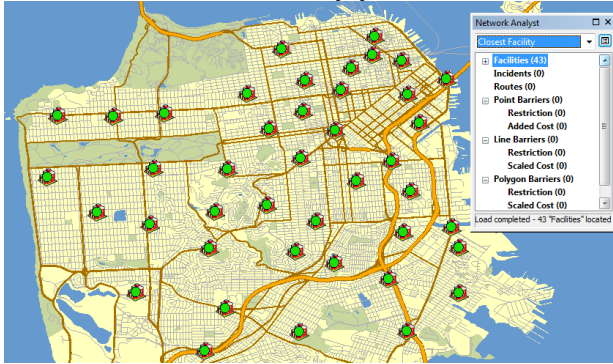 Network Analyst
Closest Facility
Facilities (43)
Incidents (0)
Routes (0)
Point Barriers (0)
Restriction (0)
Added Cost (0)
Line Barriers (0)
Restriction (0)
Scaled Cost (0)
Polygon Barriers (0)
Restriction (0)
Scaled Cost (0)
Load completed - 43 "Facilities" located